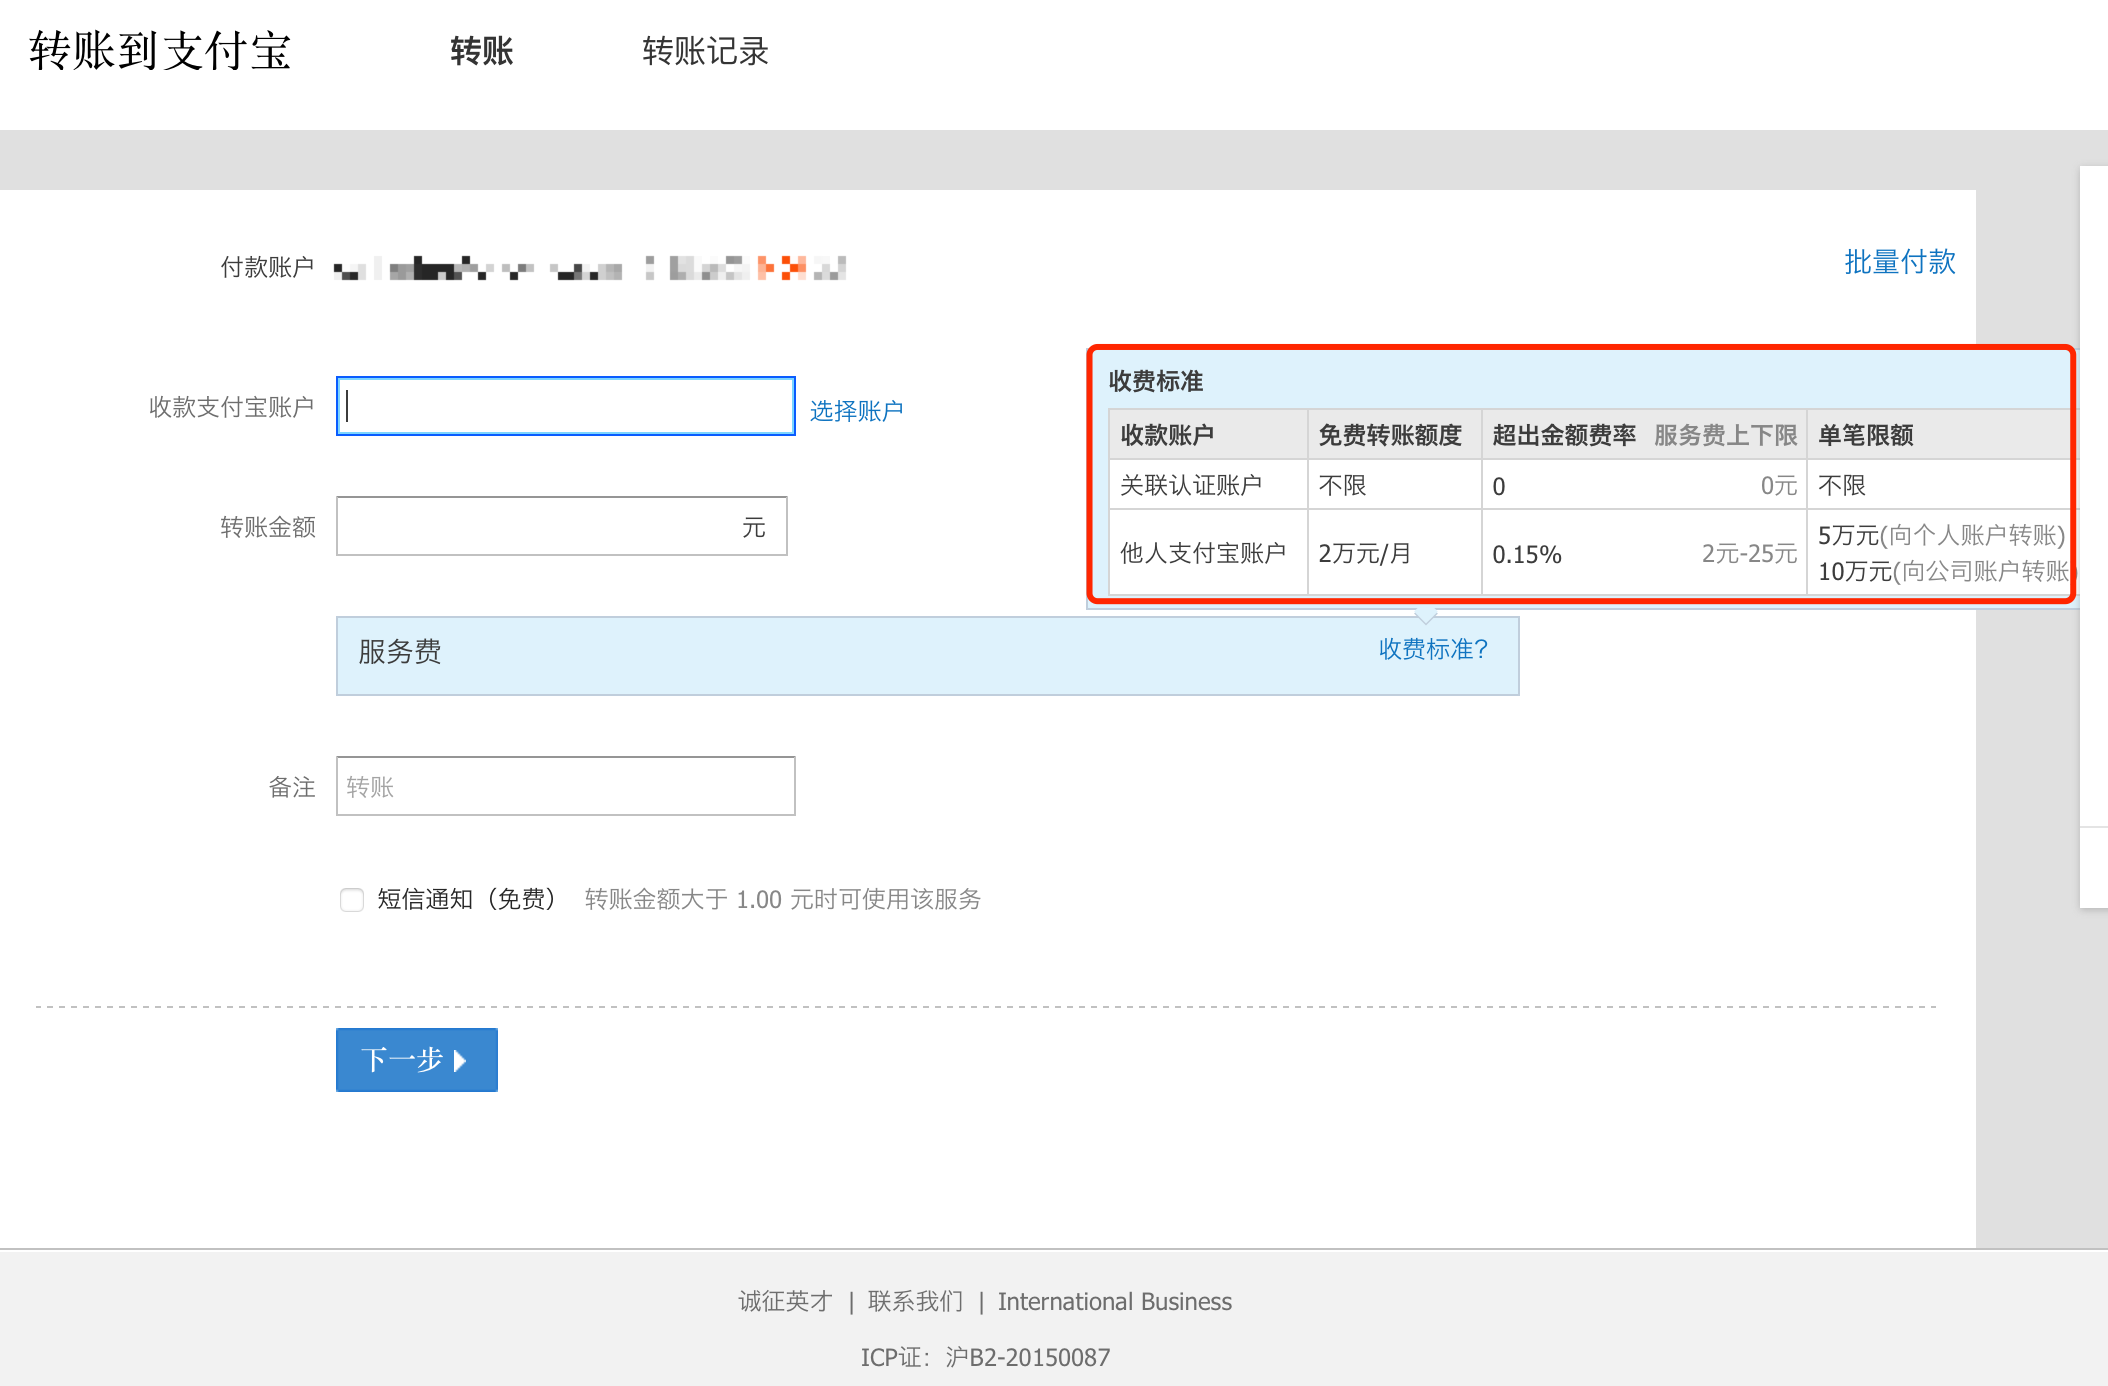 转账到支付宝 转账 转账记录
付款账户
批量付款
收款支付宝账户 选择账户
转账金额 元
收费标准
收款账户 免费转账额度 超出金额费率 服务费上下限 单笔限额
关联认证账户 不限 0 0元 不限
他人支付宝账户 2万元/月 0.15% 2元-25元 5万元(向个人账户转账)
10万元(向公司账户转账)
服务费 收费标准?
备注 转账
短信通知（免费） 转账金额大于 1.00 元时可使用该服务
下一步
诚征英才 | 联系我们 | International Business
ICP证：沪B2-20150087